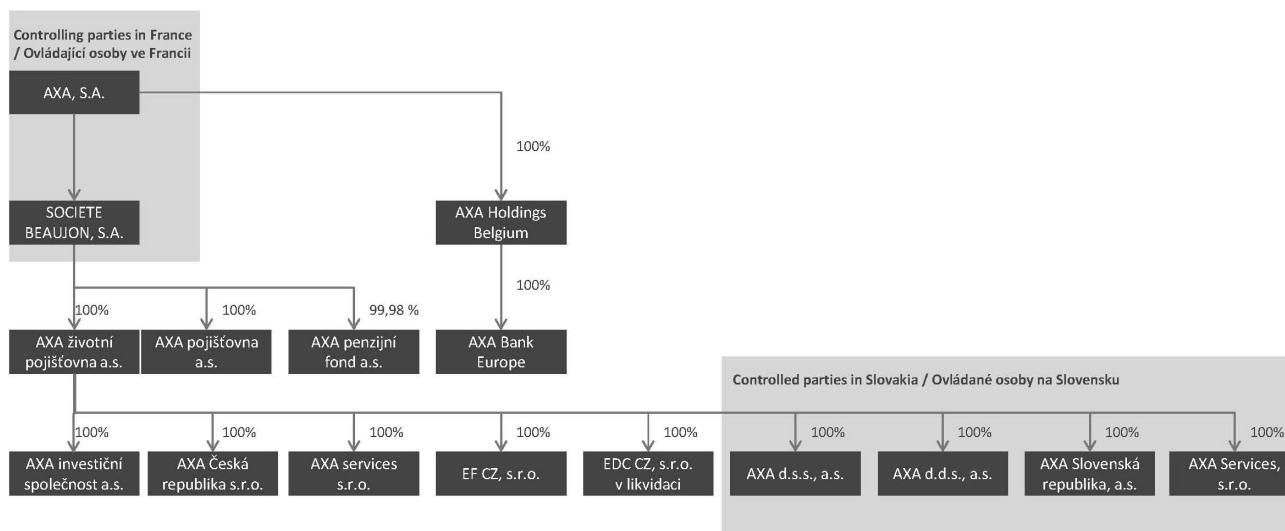 Controlling parties in France
/ Ovládající osoby ve Francii
AXA, S.A.
100%
SOCIETE
BEAUJON, S.A.
AXA Holdings
Belgium
100%
100%
100%
99,98 %
AXA životní
pojišťovna a.s.
AXA pojišťovna
a.s.
AXA penzijní
fond a.s.
AXA Bank
Europe
Controlled parties in Slovakia / Ovládané osoby na Slovensku
100%
100%
100%
100%
100%
100%
100%
100%
100%
AXA investiční
společnost a.s.
AXA Česká
republika s.r.o.
AXA services
s.r.o.
EF CZ, s.r.o.
EDC CZ, s.r.o.
v likvidaci
AXA d.s.s., a.s.
AXA d.d.s., a.s.
AXA Slovenská
republika, a.s.
AXA Services,
s.r.o.